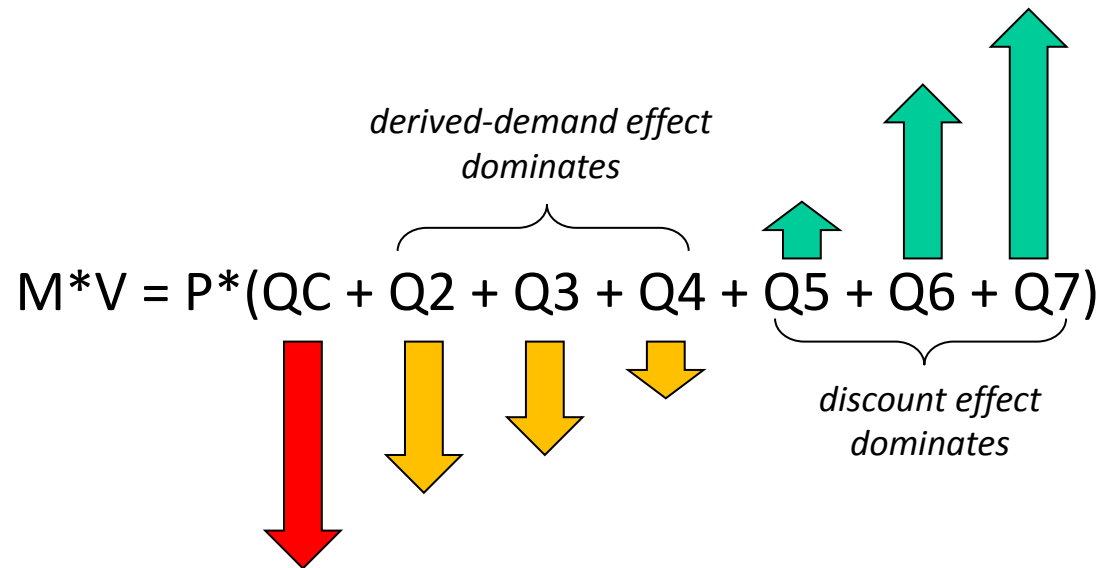 derived-demand effect
dominates
M*V = P*(QC + Q2 + Q3 + Q4 + Q5 + Q6 + Q7)
discount effect
dominates